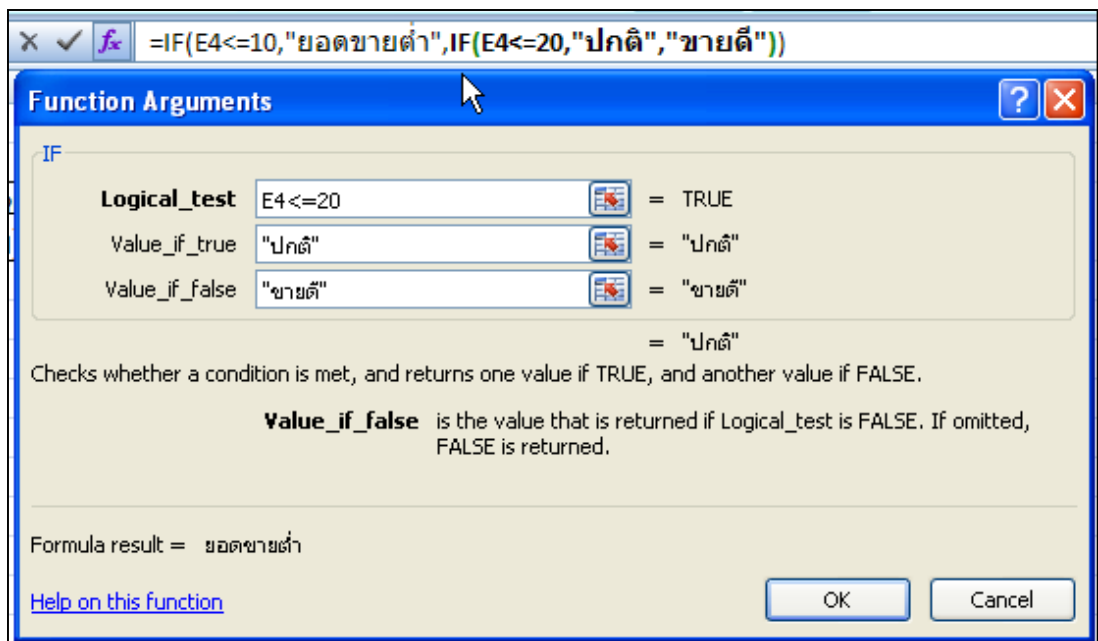 =IF(E4<=10,"ยอดขายต่ำ",IF(E4<=20,"ปกติ","ขายดี"))
Function Arguments
IF
Logical_test E4<=20 = TRUE
Value_if_true "ปกติ" = "ปกติ"
Value_if_false "ขายดี" = "ขายดี"
= "ปกติ"
Checks whether a condition is met, and returns one value if TRUE, and another value if FALSE.
Value_if_false is the value that is returned if Logical_test is FALSE. If omitted,
FALSE is returned.
Formula result = ยอดขายต่ำ
Help on this function OK Cancel